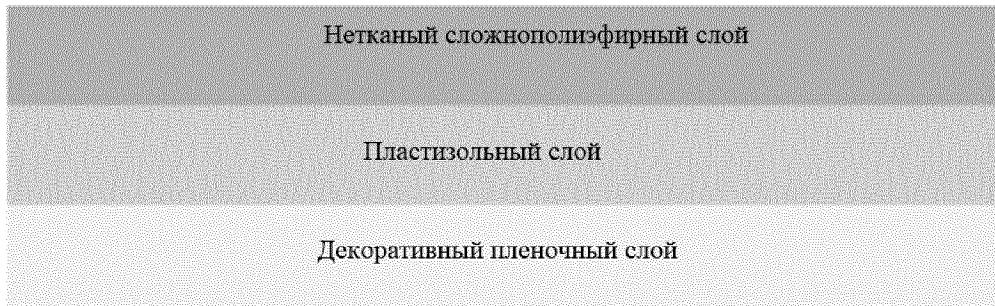 Нетканый сложнополиэфирный слой
Пластизольный слой
Декоративный пленочный слой